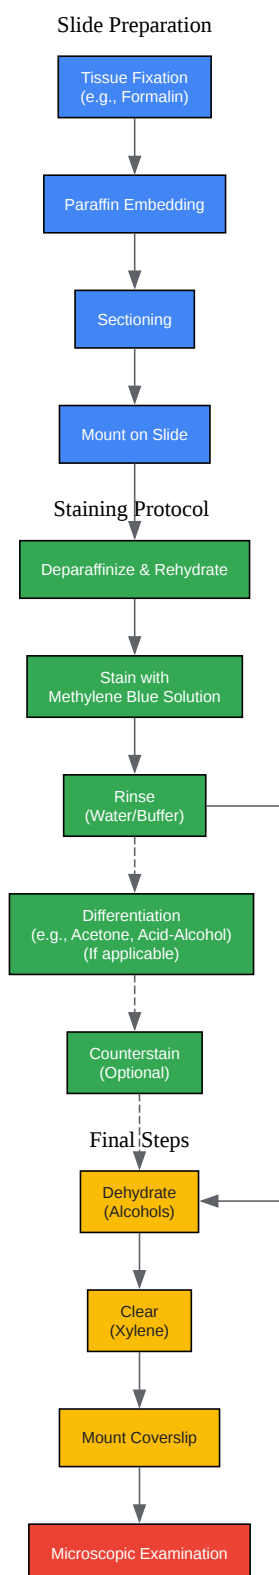 Slide Preparation
Tissue Fixation
(e.g., Formalin)
Paraffin Embedding
Sectioning
Mount on Slide
Staining Protocol
Deparaffinize & Rehydrate
Stain with
Methylene Blue Solution
Rinse
(Water/Buffer)
Differentiation
(e.g., Acetone, Acid-Alcohol)
(If applicable)
Counterstain
(Optional)
Final Steps
Dehydrate
(Alcohols)
Clear
(Xylene)
Mount Coverslip
Microscopic Examination